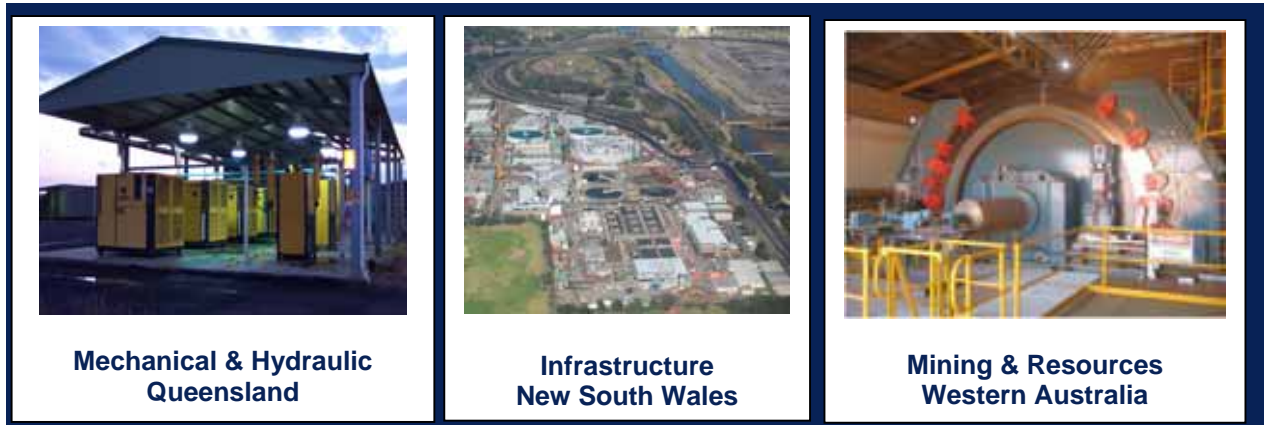 Mechanical & Hydraulic
Queensland
Infrastructure
New South Wales
Mining & Resources
Western Australia